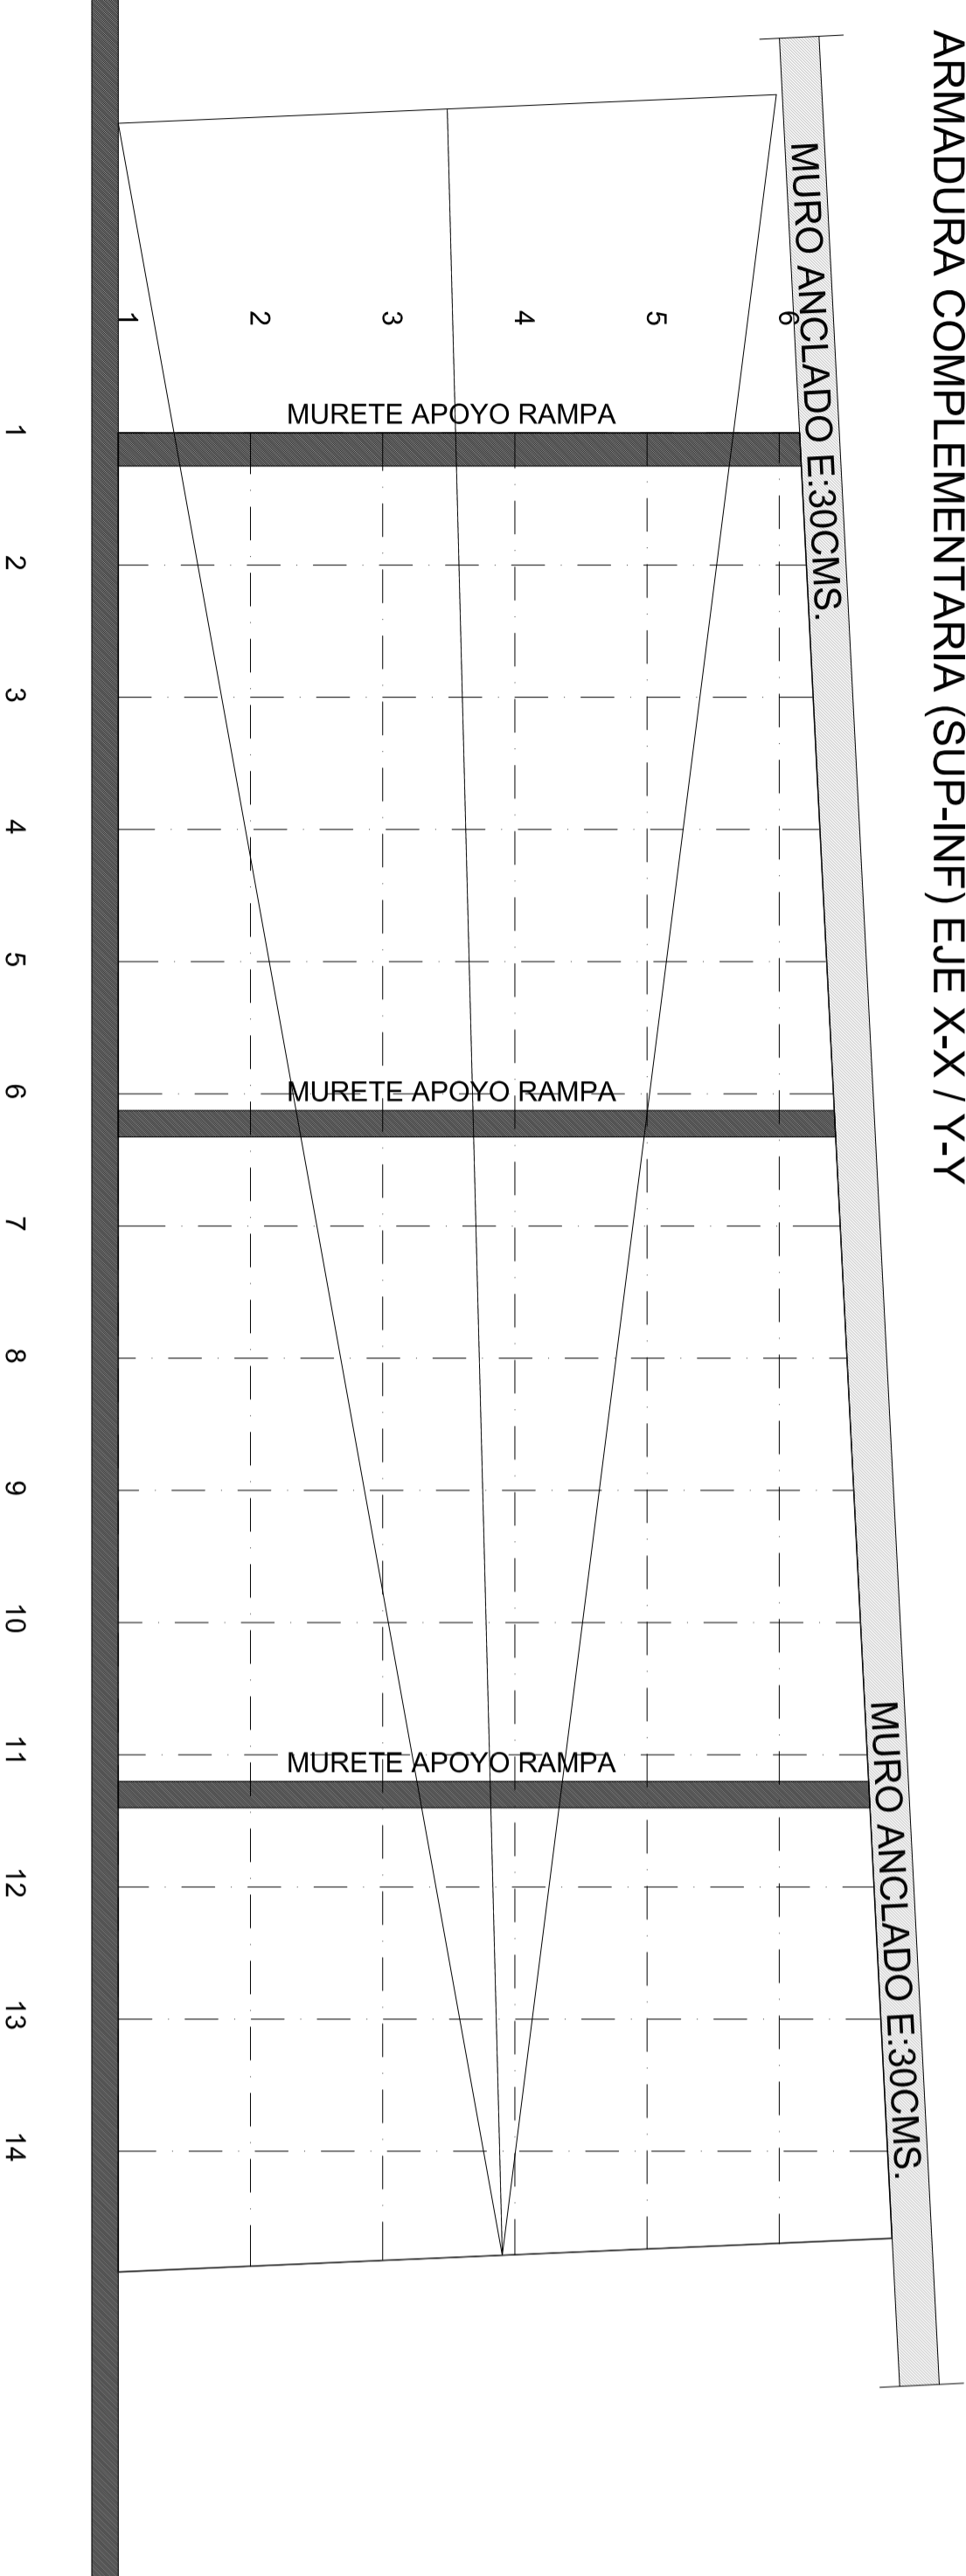 ARMADURA COMPLEMENTARIA (SUP-INF) EJE X-X / Y-Y
MURO ANCLADO E:30CMS.
1 2 3 4 5 6
MURETE APOYO RAMPA
MURETE APOYO RAMPA
MURETE APOYO RAMPA
MURO ANCLADO E:30CMS.
1 2 3 4 5 6 7 8 9 10 11 12 13 14